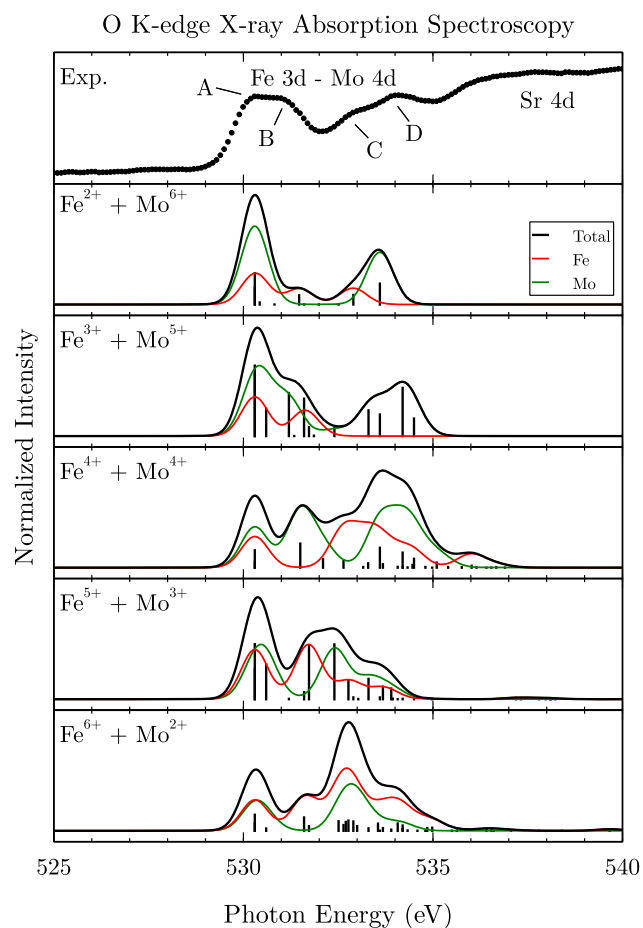 O K-edge X-ray Absorption Spectroscopy
Exp.
A
Fe 3d - Mo 4d
B
C
D
Sr 4d
Fe²⁺ + Mo⁶⁺
Total
Fe
Mo
Fe³⁺ + Mo⁵⁺
Fe⁴⁺ + Mo⁴⁺
Fe⁵⁺ + Mo³⁺
Fe⁶⁺ + Mo²⁺
Normalized Intensity
525
530
535
540
Photon Energy (eV)